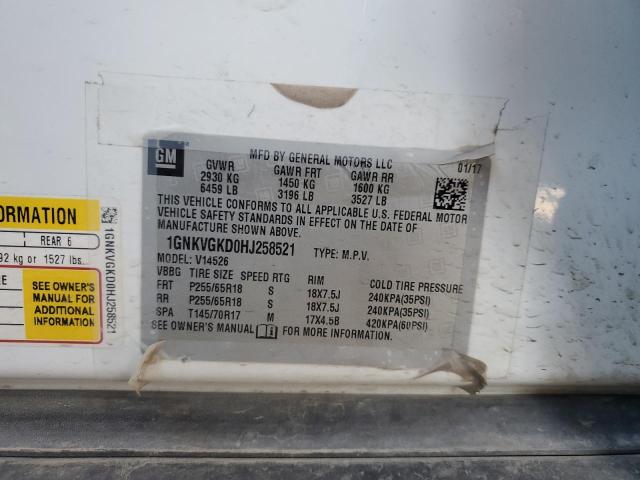 GM
MFD BY GENERAL MOTORS LLC
01/17
GVWR GAWR FRT GAWR RR
2930 KG 1450 KG 1600 KG
6459 LB 3196 LB 3527 LB
THIS VEHICLE CONFORMS TO ALL APPLICABLE U.S. FEDERAL MOTOR
VEHICLE SAFETY STANDARDS IN EFFECT ON THE DATE OF
MANUFACTURE SHOWN ABOVE.
1GNKVGKD0HJ258521 TYPE: M.P.V.
MODEL: V14526
VBBG TIRE SIZE SPEED RTG RIM COLD TIRE PRESSURE
FRT P255/65R18 S 18X7.5J 240KPA(35PSI)
RR P255/65R18 S 18X7.5J 240KPA(35PSI)
SPA T145/70R17 M 17X4.5B 420KPA(60PSI)
SEE OWNER'S MANUAL FOR MORE INFORMATION.
ORMATION
REAR 6
92 kg or 1527 lbs.
SEE OWNER'S
MANUAL FOR
ADDITIONAL
INFORMATION
1GNKVGKD0HJ258521